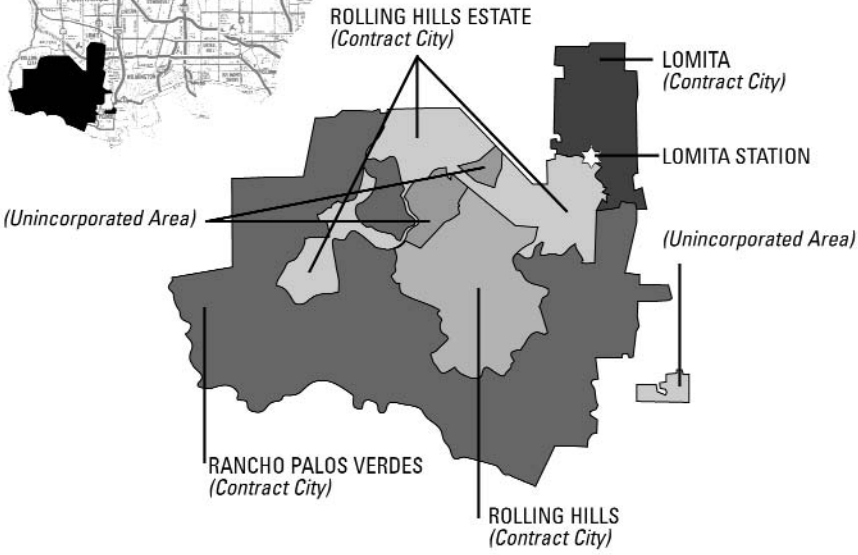 ROLLING HILLS ESTATE
(Contract City)
LOMITA
(Contract City)
LOMITA STATION
(Unincorporated Area)
(Unincorporated Area)
RANCHO PALOS VERDES
(Contract City)
ROLLING HILLS
(Contract City)
WILMINGTON